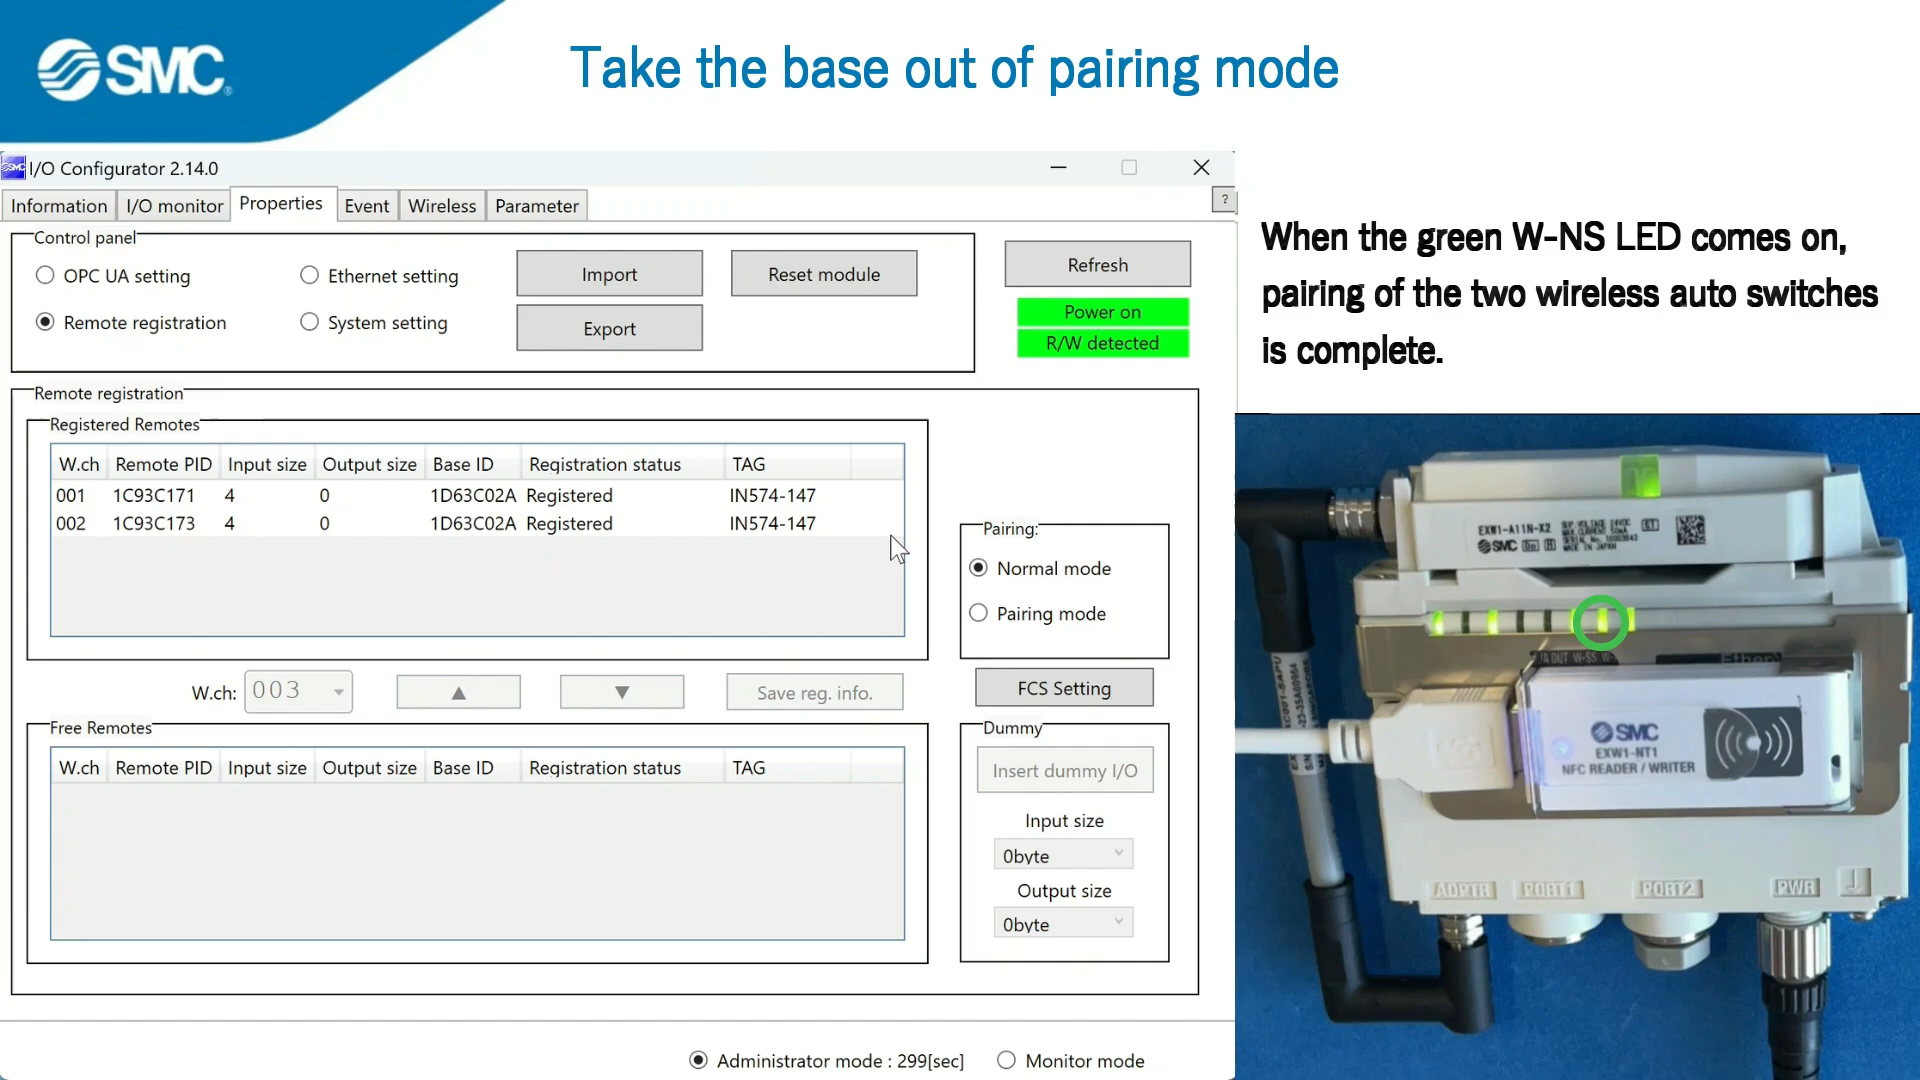 SMC
Take the base out of pairing mode
I/O Configurator 2.14.0
Information I/O monitor Properties Event Wireless Parameter ?
Control panel
OPC UA setting Ethernet setting Import Reset module Refresh
Remote registration System setting Export
Power on
R/W detected
Remote registration
Registered Remotes
W.ch Remote PID Input size Output size Base ID Registration status TAG
001 1C93C171 4 0 1D63C02A Registered IN574-147
002 1C93C173 4 0 1D63C02A Registered IN574-147
Pairing:
Normal mode
Pairing mode
W.ch: 003 ▲ ▼ Save reg. info. FCS Setting
Free Remotes
W.ch Remote PID Input size Output size Base ID Registration status TAG
Dummy
Insert dummy I/O
Input size
0byte
Output size
0byte
Administrator mode : 299[sec] Monitor mode
When the green W-NS LED comes on,
pairing of the two wireless auto switches
is complete.
EXW1-A11N-X2
SMC
MADE IN JAPAN
OUT W-SS
SMC
EXW1-NT1
NFC READER / WRITER
ADPTR PORT1 PORT2 PWR